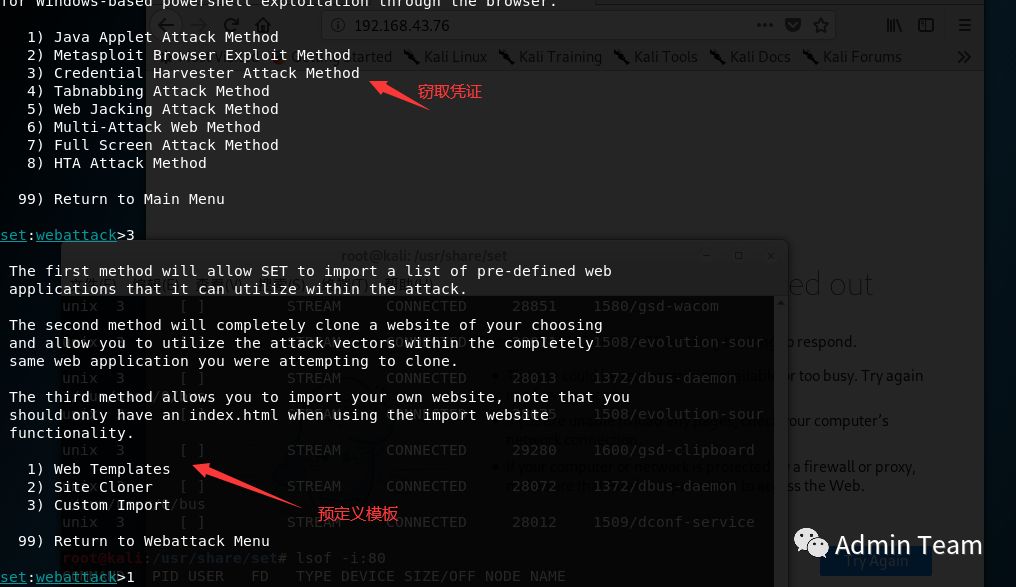 for Windows-based powershell exploitation through the browser.
192.168.43.76
1) Java Applet Attack Method
2) Metasploit Browser Exploit Method
3) Credential Harvester Attack Method
Kali Linux
Kali Training
Kali Tools
Kali Docs
Kali Forums
窃取凭证
4) Tabnabbing Attack Method
5) Web Jacking Attack Method
6) Multi-Attack Web Method
7) Full Screen Attack Method
8) HTA Attack Method
99) Return to Main Menu
set:webattack>3
root@kali: /usr/share/set
The first method will allow SET to import a list of pre-defined web
applications that it can utilize within the attack.
ed out
unix 3 [ ] STREAM CONNECTED 28851 1580/gsd-wacom
The second method will completely clone a website of your choosing
and allow you to utilize the attack vectors within the completely
1508/evolution-sour
respond.
same web application you were attempting to clone.
unix 3 [ ] STREAM CONNECTED 28013 1372/dbus-daemon
or too busy. Try again
The third method allows you to import your own website, note that you
should only have an index.html when using the import website
1508/evolution-sour
computer's
functionality.
unix 3 [ ] STREAM CONNECTED 29280 1600/gsd-clipboard
1) Web Templates
a firewall or proxy,
2) Site Cloner
unix 3 [ ] STREAM CONNECTED 28072 1372/dbus-daemon
the Web.
3) Custom Import
/bus
预定义模板
unix 3 [ ] STREAM CONNECTED 28012 1509/dconf-service
99) Return to Webattack Menu
Admin Team
root@kali:/usr/share/set# lsof -i:80
Try Again
set:webattack>1
PID USER FD TYPE DEVICE SIZE/OFF NODE NAME